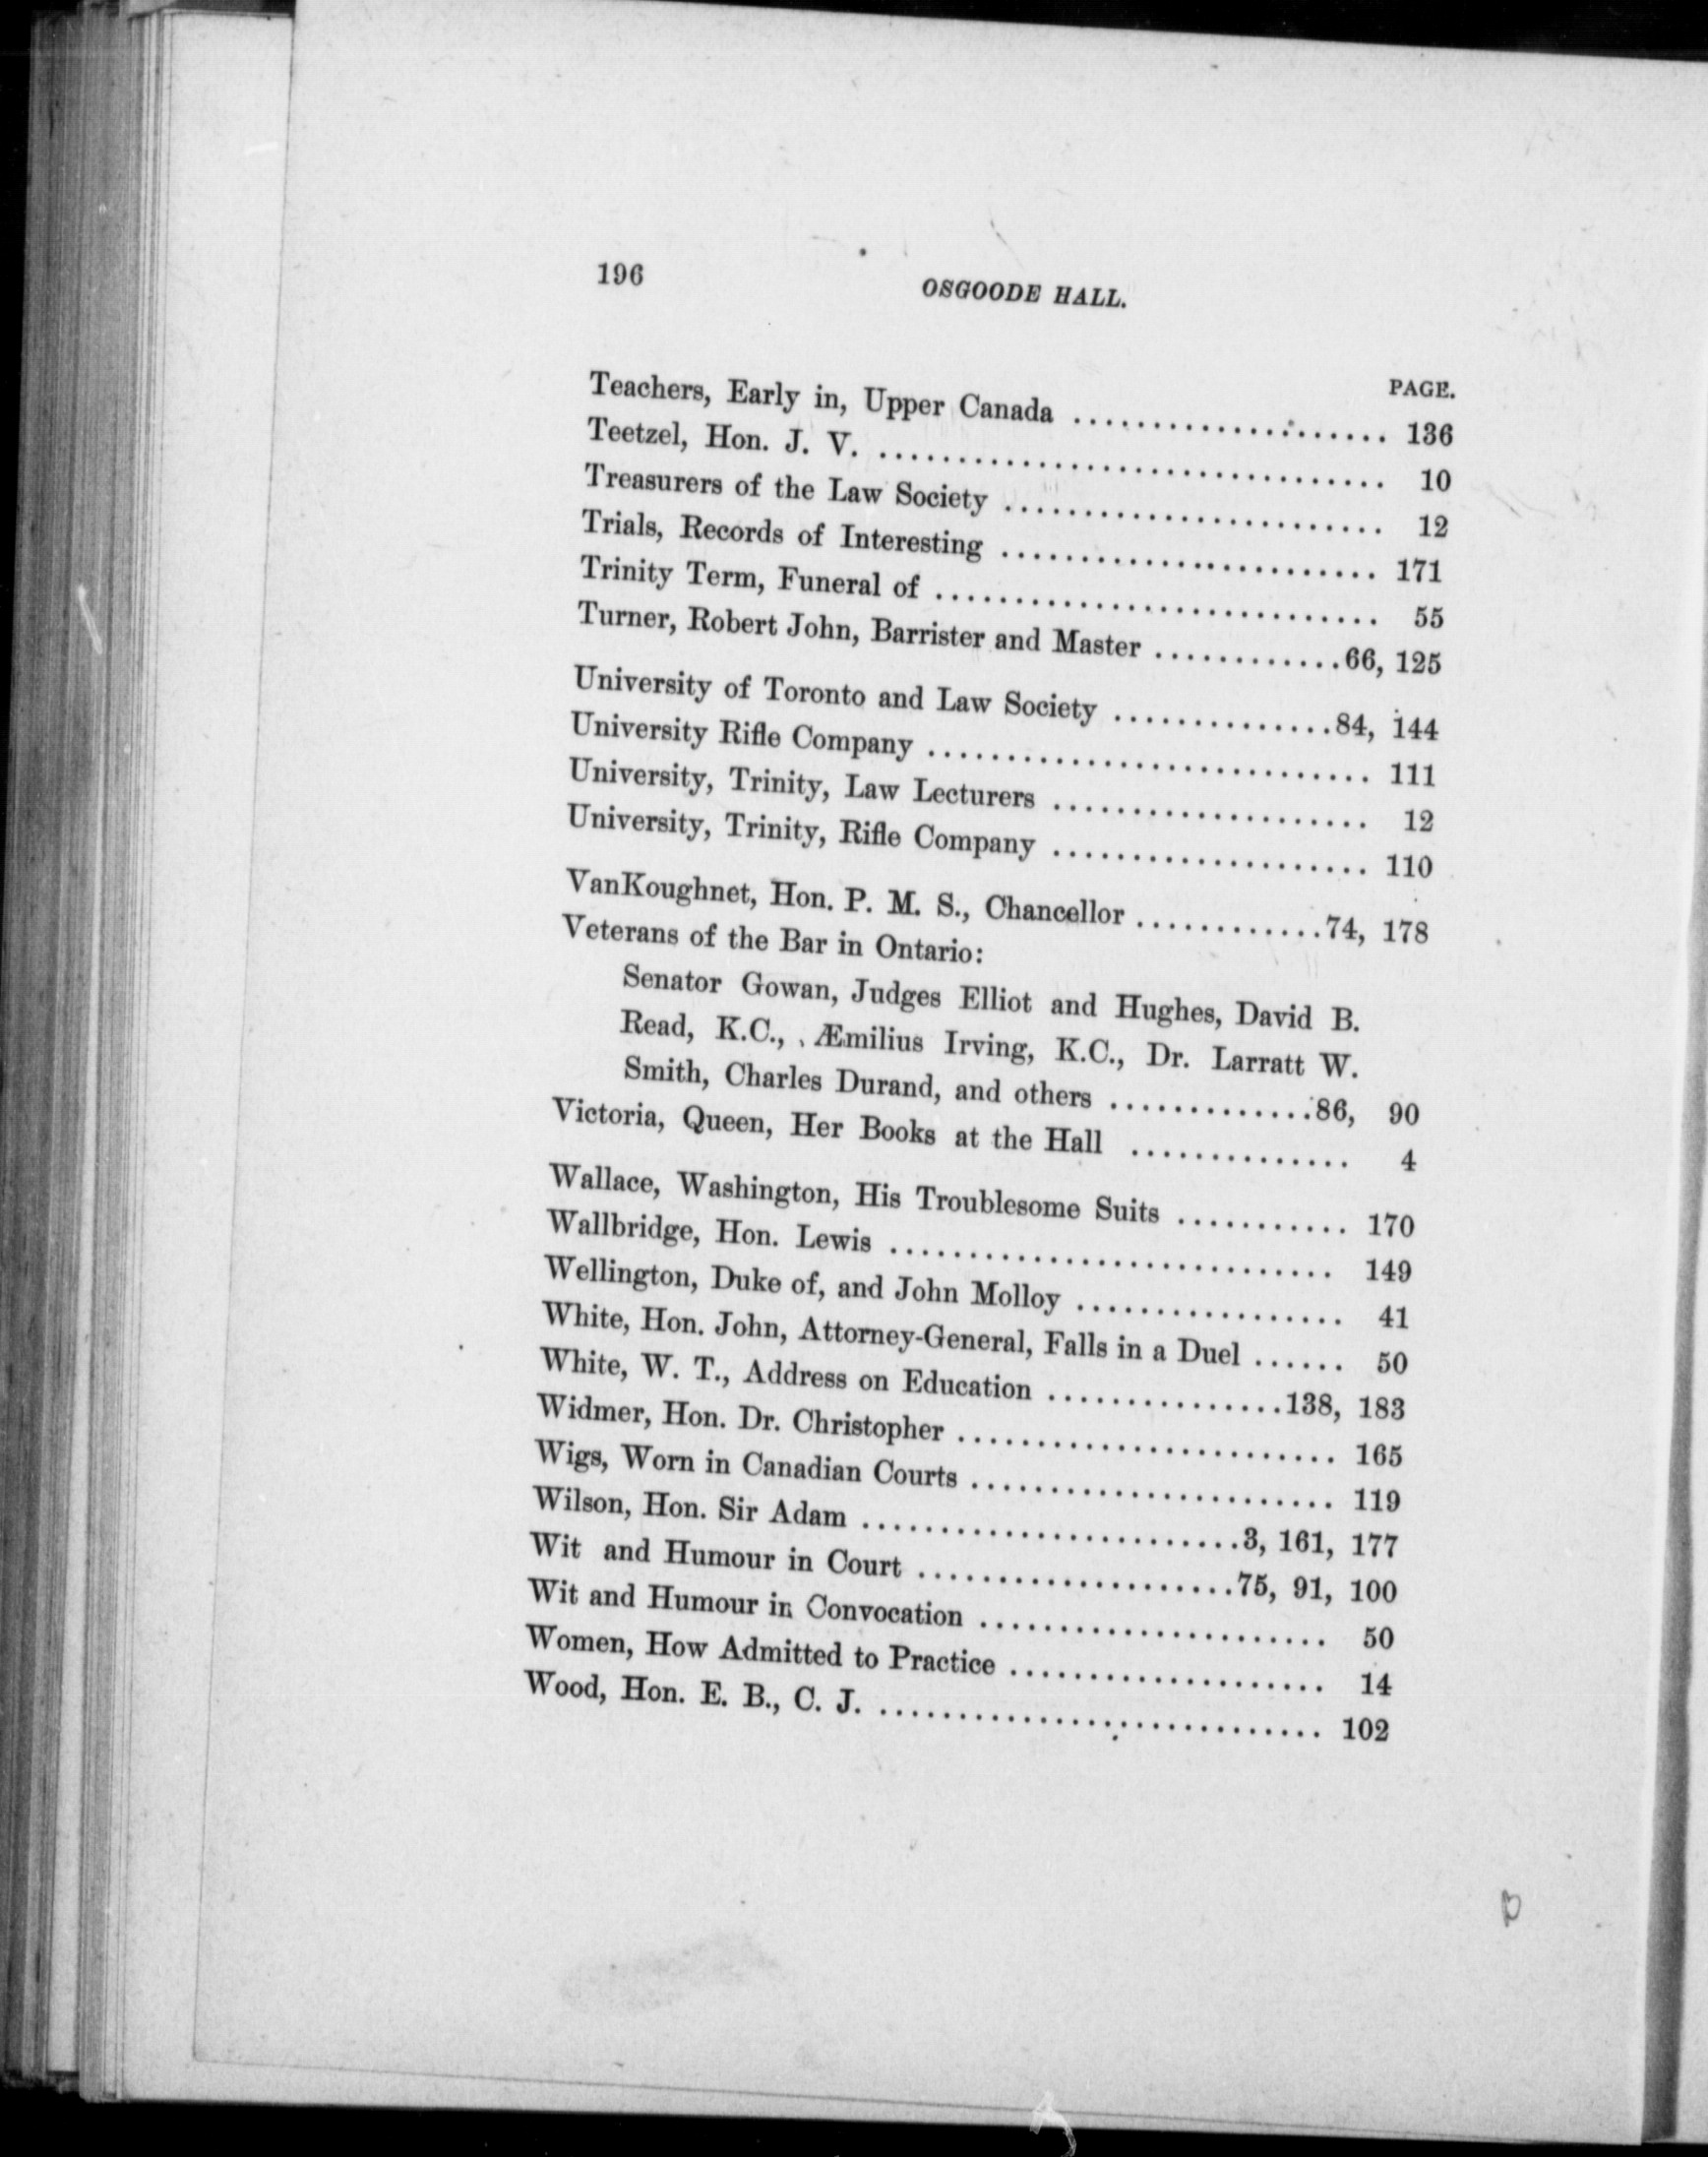 196
OSGOODE HALL.
PAGE.
Teachers, Early in, Upper Canada .................... 136
Teetzel, Hon. J. V. ................................ 10
Treasurers of the Law Society ........................ 12
Trials, Records of Interesting ........................ 171
Trinity Term, Funeral of ............................ 55
Turner, Robert John, Barrister and Master ............66, 125
University of Toronto and Law Society ..............84, 144
University Rifle Company ............................ 111
University, Trinity, Law Lecturers .................... 12
University, Trinity, Rifle Company .................... 110
VanKoughnet, Hon. P. M. S., Chancellor ............74, 178
Veterans of the Bar in Ontario:
Senator Gowan, Judges Elliot and Hughes, David B.
Read, K.C., Æmilius Irving, K.C., Dr. Larratt W.
Smith, Charles Durand, and others .............86, 90
Victoria, Queen, Her Books at the Hall .............. 4
Wallace, Washington, His Troublesome Suits ........... 170
Wallbridge, Hon. Lewis ............................ 149
Wellington, Duke of, and John Molloy ................. 41
White, Hon. John, Attorney-General, Falls in a Duel ...... 50
White, W. T., Address on Education ...............138, 183
Widmer, Hon. Dr. Christopher ........................ 165
Wigs, Worn in Canadian Courts ....................... 119
Wilson, Hon. Sir Adam ........................3, 161, 177
Wit and Humour in Court ....................75, 91, 100
Wit and Humour in Convocation ...................... 50
Women, How Admitted to Practice .................... 14
Wood, Hon. E. B., C. J. ............................ 102